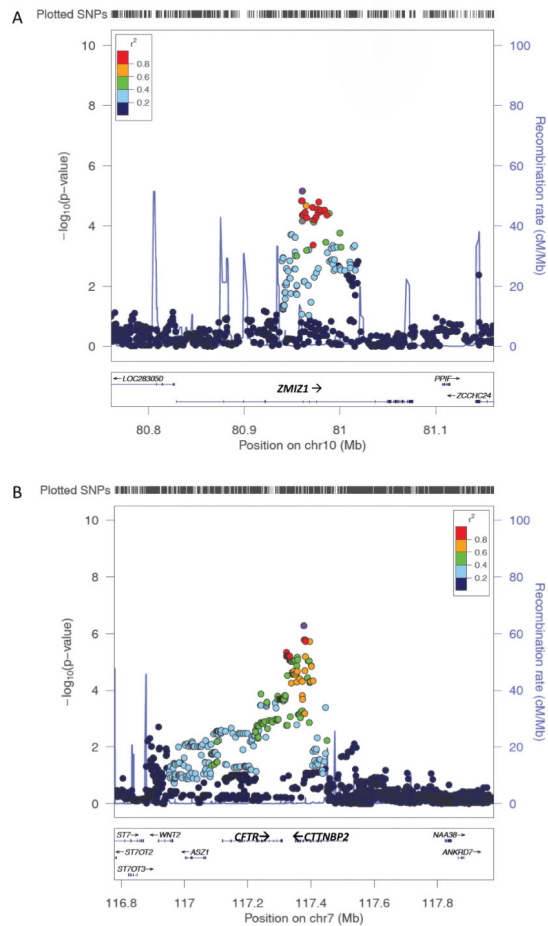 A
Plotted SNPs
10
8
6
4
2
0
100
80
60
40
20
0
r²
0.8
0.6
0.4
0.2
−log₁₀(p-value)
Recombination rate (cM/Mb)
←LOC283050
ZMIZ1→
PPIF→
←ZCCHC24
80.8 80.9 81 81.1
Position on chr10 (Mb)
B
Plotted SNPs
10
8
6
4
2
0
100
80
60
40
20
0
r²
0.8
0.6
0.4
0.2
−log₁₀(p-value)
Recombination rate (cM/Mb)
ST7→ ←WNT2 CFTR→ ←CTTNBP2 NAA38→
←ST7OT2 ←ASZ1 ANKRD7→
ST7OT3→
116.8 117 117.2 117.4 117.6 117.8
Position on chr7 (Mb)